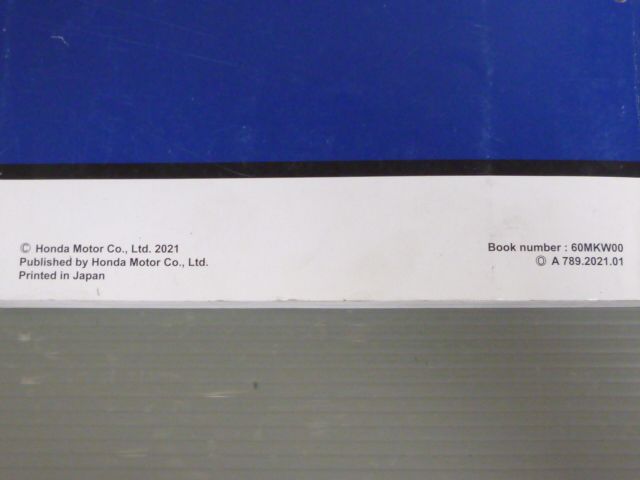 © Honda Motor Co., Ltd. 2021
Published by Honda Motor Co., Ltd.
Printed in Japan
Book number : 60MKW00
Ⓞ A 789.2021.01